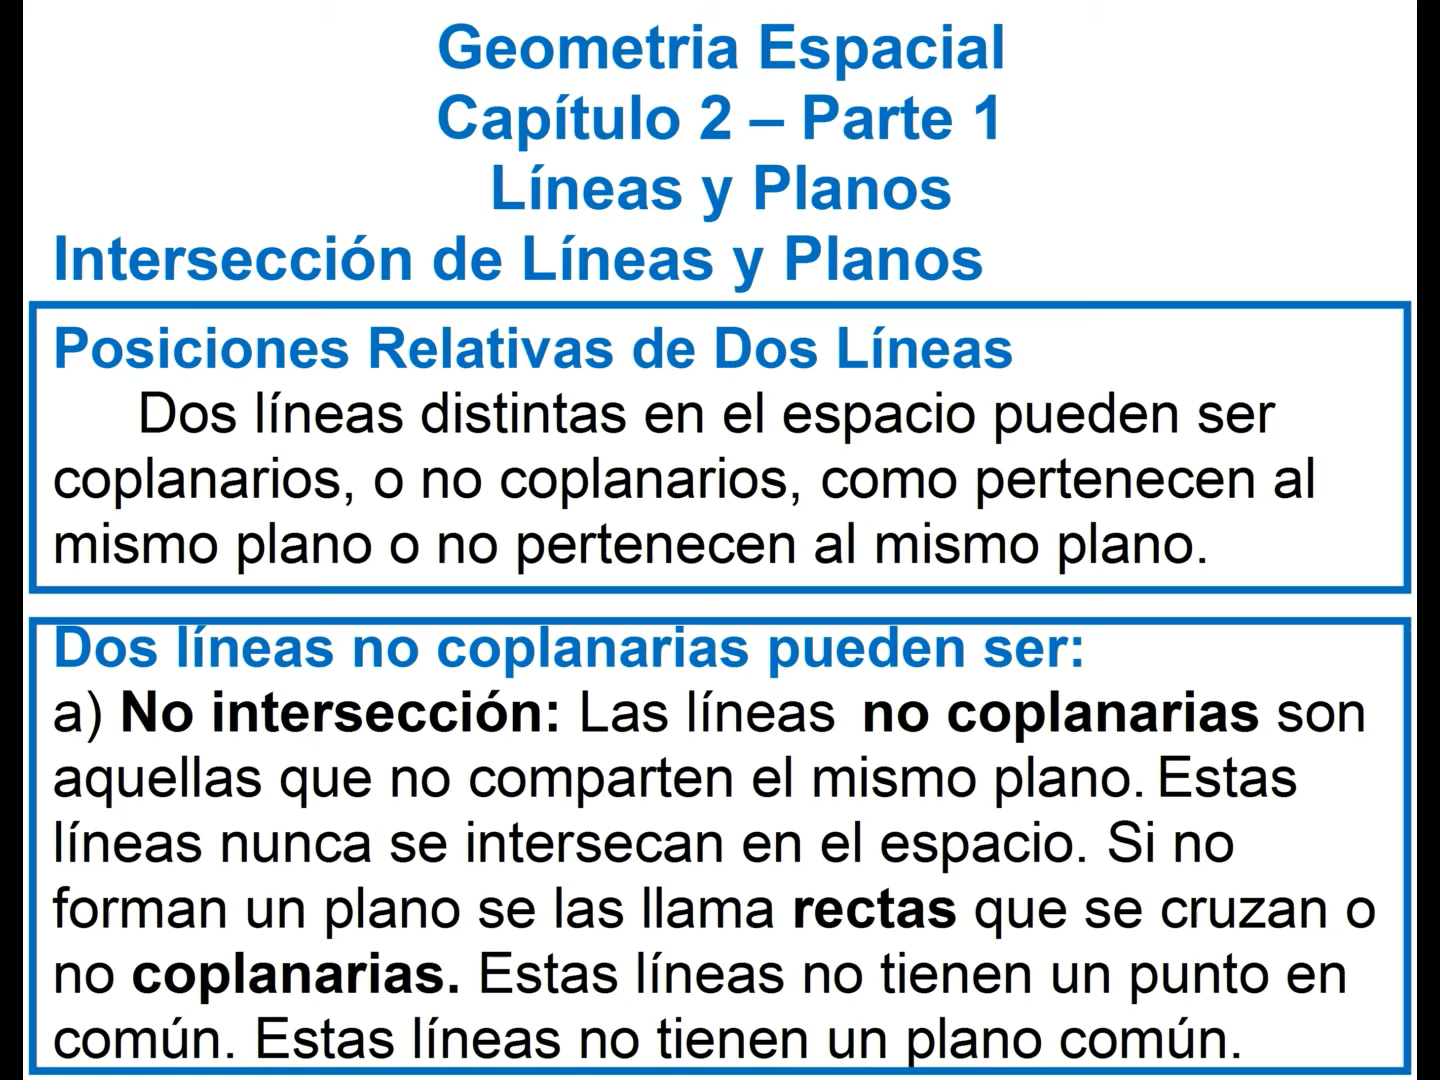 Geometria Espacial
Capítulo 2 – Parte 1
Líneas y Planos
Intersección de Líneas y Planos
Posiciones Relativas de Dos Líneas
Dos líneas distintas en el espacio pueden ser
coplanarios, o no coplanarios, como pertenecen al
mismo plano o no pertenecen al mismo plano.
Dos líneas no coplanarias pueden ser:
a) No intersección: Las líneas no coplanarias son
aquellas que no comparten el mismo plano. Estas
líneas nunca se intersecan en el espacio. Si no
forman un plano se las llama rectas que se cruzan o
no coplanarias. Estas líneas no tienen un punto en
común. Estas líneas no tienen un plano común.